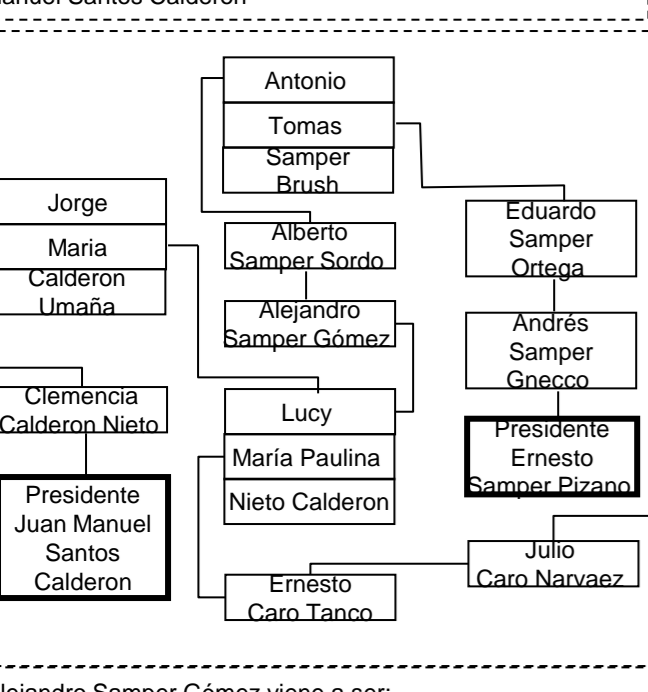 Manuel Santos Calderon
Antonio
Tomas
Samper
Brush
Jorge
Maria
Calderon
Umaña
Alberto
Samper Sordo
Eduardo
Samper
Ortega
Alejandro
Samper Gómez
Andrés
Samper
Gnecco
Clemencia
Calderon Nieto
Lucy
María Paulina
Nieto Calderon
Presidente
Ernesto
Samper Pizano
Presidente
Juan Manuel
Santos
Calderon
Julio
Caro Narvaez
Ernesto
Caro Tanco
Alejandro Samper Gómez viene a ser: